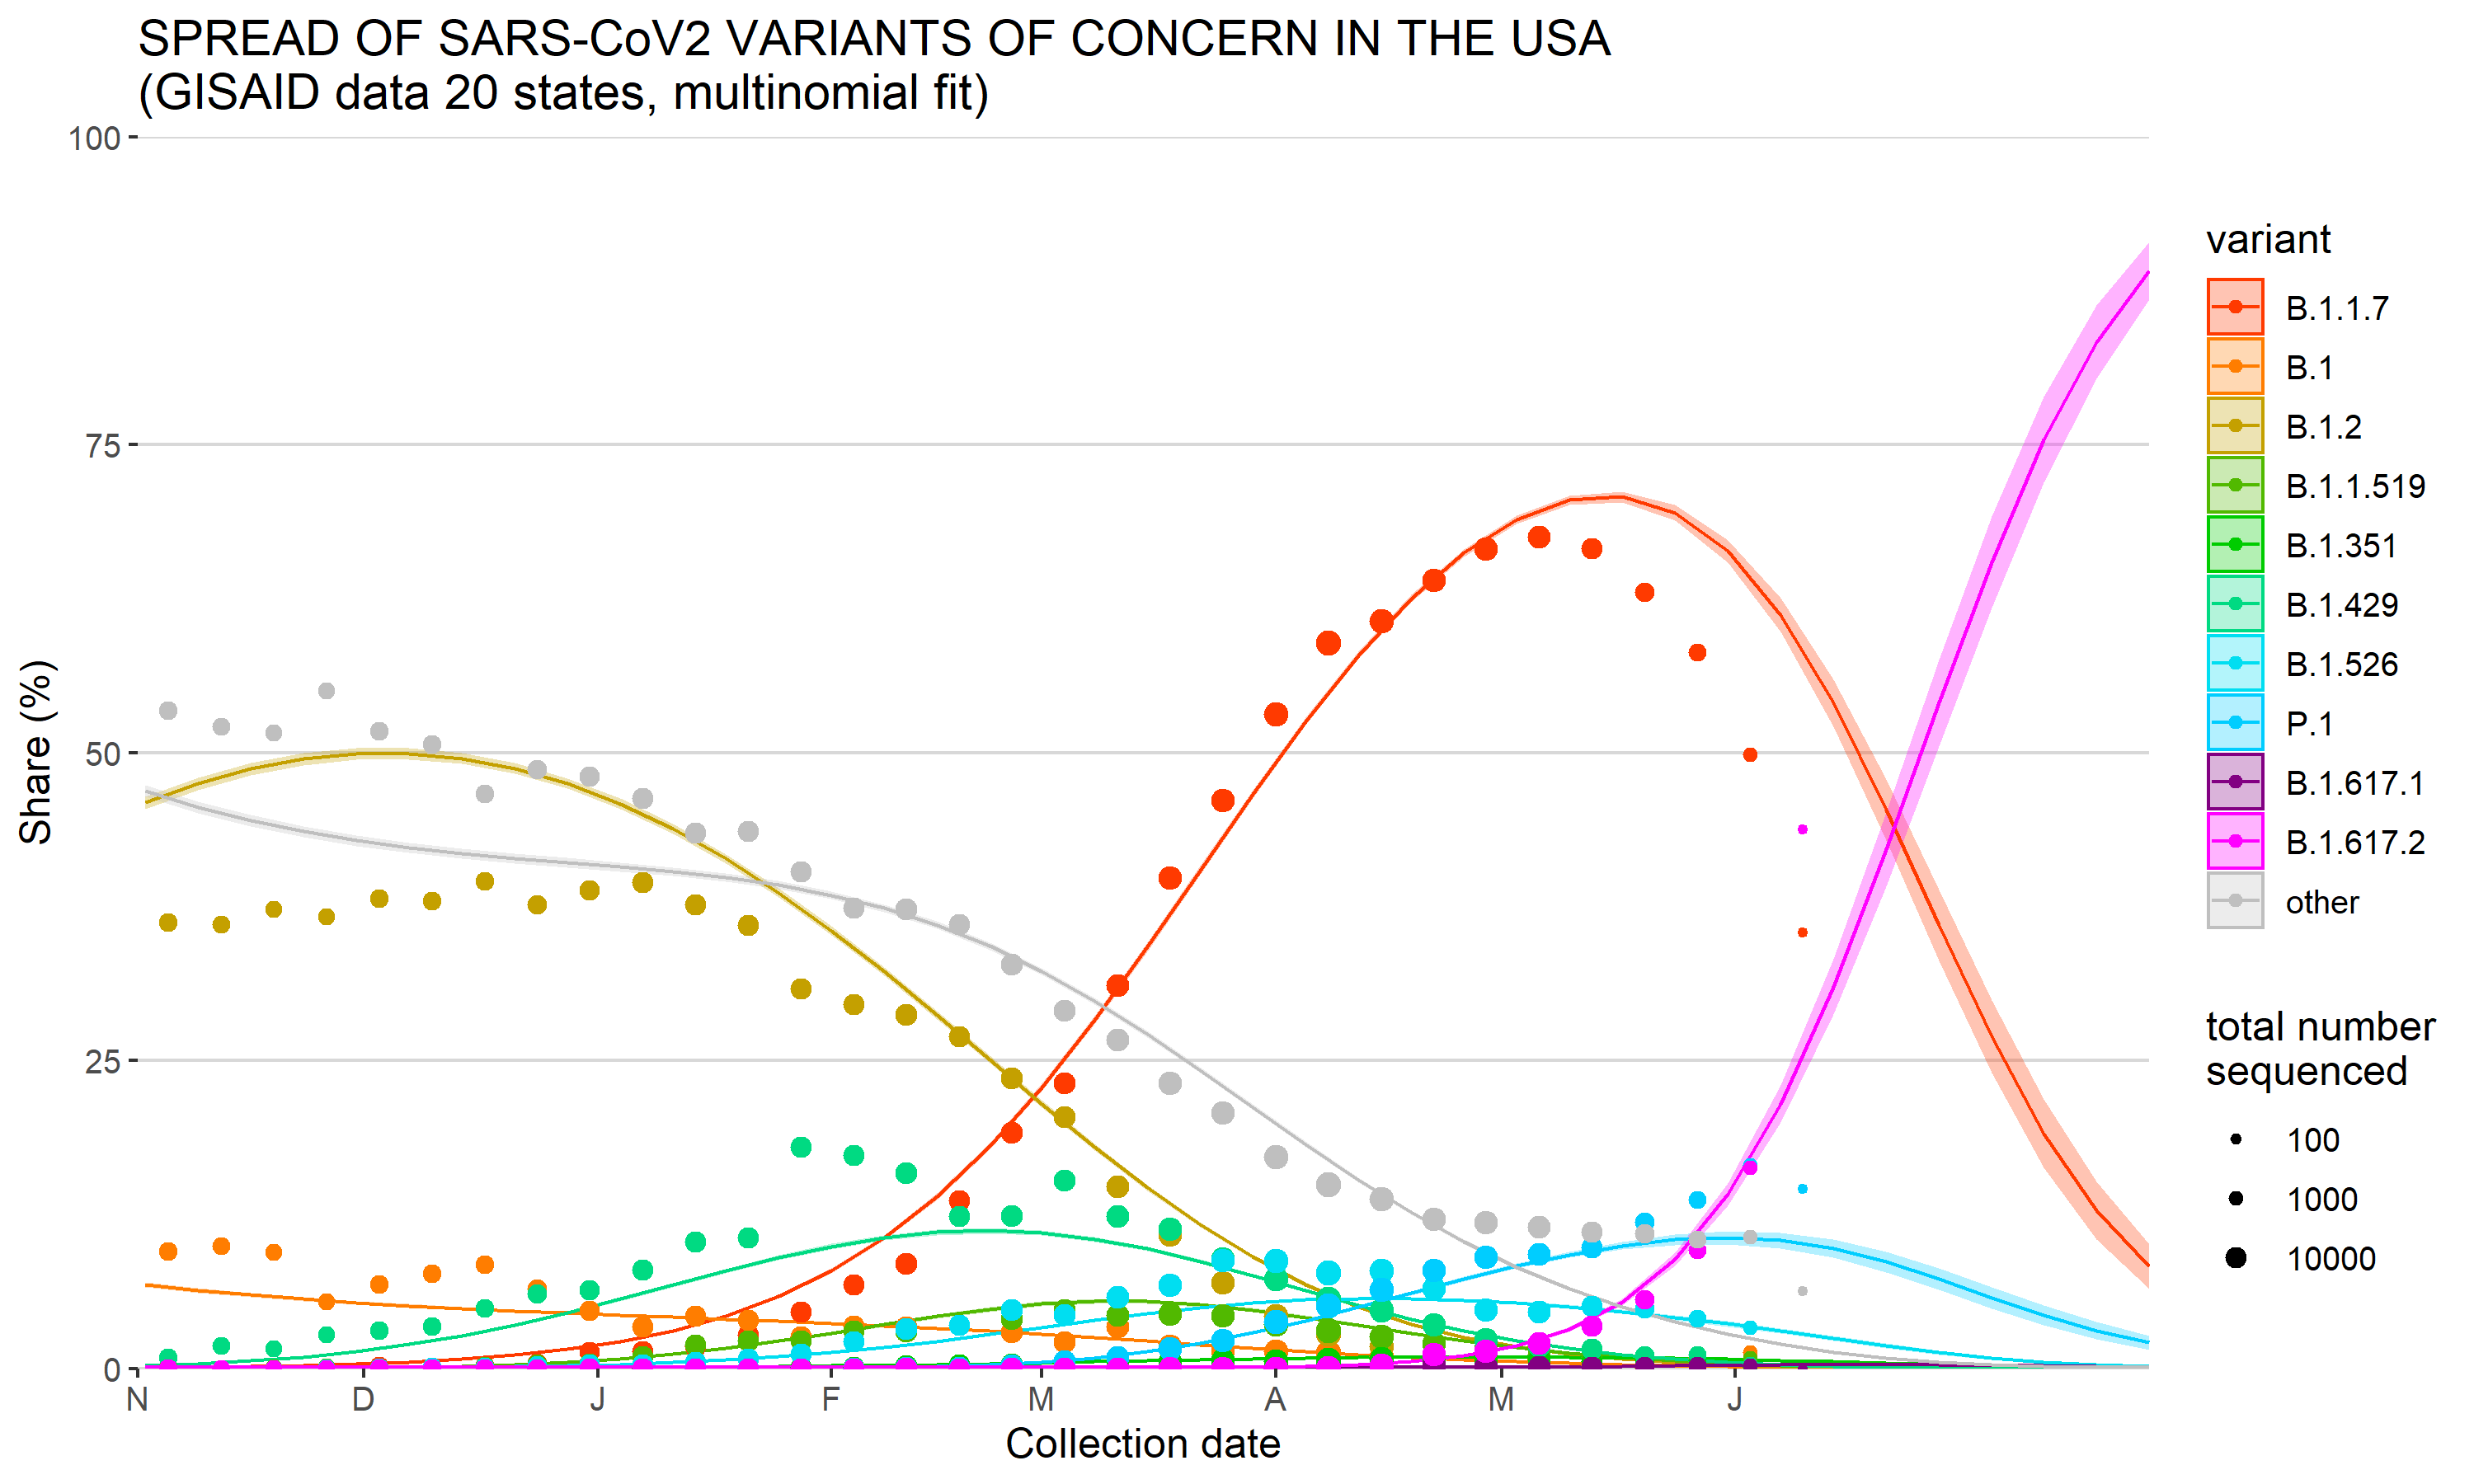 SPREAD OF SARS-CoV2 VARIANTS OF CONCERN IN THE USA
(GISAID data 20 states, multinomial fit)
100
75
50
25
0
Share (%)
N D J F M A M J
Collection date
variant
B.1.1.7
B.1
B.1.2
B.1.1.519
B.1.351
B.1.429
B.1.526
P.1
B.1.617.1
B.1.617.2
other
total number
sequenced
100
1000
10000